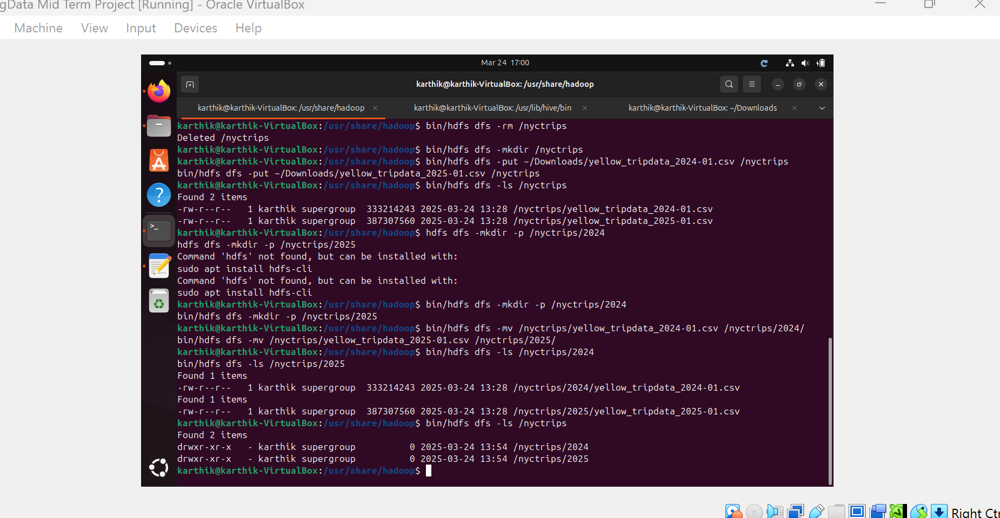 gData Mid Term Project [Running] - Oracle VirtualBox
Machine View Input Devices Help
Mar 24 17:00
karthik@karthik-VirtualBox: /usr/share/hadoop
karthik@karthik-VirtualBox: /usr/share/hadoop karthik@karthik-VirtualBox: /usr/lib/hive/bin karthik@karthik-VirtualBox: ~/Downloads
karthik@karthik-VirtualBox:/usr/share/hadoop$ bin/hdfs dfs -rm /nyctrips
Deleted /nyctrips
karthik@karthik-VirtualBox:/usr/share/hadoop$ bin/hdfs dfs -mkdir /nyctrips
karthik@karthik-VirtualBox:/usr/share/hadoop$ bin/hdfs dfs -put ~/Downloads/yellow_tripdata_2024-01.csv /nyctrips
bin/hdfs dfs -put ~/Downloads/yellow_tripdata_2025-01.csv /nyctrips
karthik@karthik-VirtualBox:/usr/share/hadoop$ bin/hdfs dfs -ls /nyctrips
Found 2 items
-rw-r--r--   1 karthik supergroup  333214243 2025-03-24 13:28 /nyctrips/yellow_tripdata_2024-01.csv
-rw-r--r--   1 karthik supergroup  387307560 2025-03-24 13:28 /nyctrips/yellow_tripdata_2025-01.csv
karthik@karthik-VirtualBox:/usr/share/hadoop$ hdfs dfs -mkdir -p /nyctrips/2024
hdfs dfs -mkdir -p /nyctrips/2025
Command 'hdfs' not found, but can be installed with:
sudo apt install hdfs-cli
Command 'hdfs' not found, but can be installed with:
sudo apt install hdfs-cli
karthik@karthik-VirtualBox:/usr/share/hadoop$ bin/hdfs dfs -mkdir -p /nyctrips/2024
bin/hdfs dfs -mkdir -p /nyctrips/2025
karthik@karthik-VirtualBox:/usr/share/hadoop$ bin/hdfs dfs -mv /nyctrips/yellow_tripdata_2024-01.csv /nyctrips/2024/
bin/hdfs dfs -mv /nyctrips/yellow_tripdata_2025-01.csv /nyctrips/2025/
karthik@karthik-VirtualBox:/usr/share/hadoop$ bin/hdfs dfs -ls /nyctrips/2024
bin/hdfs dfs -ls /nyctrips/2025
Found 1 items
-rw-r--r--   1 karthik supergroup  333214243 2025-03-24 13:28 /nyctrips/2024/yellow_tripdata_2024-01.csv
Found 1 items
-rw-r--r--   1 karthik supergroup  387307560 2025-03-24 13:28 /nyctrips/2025/yellow_tripdata_2025-01.csv
karthik@karthik-VirtualBox:/usr/share/hadoop$ bin/hdfs dfs -ls /nyctrips
Found 2 items
drwxr-xr-x   - karthik supergroup          0 2025-03-24 13:54 /nyctrips/2024
drwxr-xr-x   - karthik supergroup          0 2025-03-24 13:54 /nyctrips/2025
karthik@karthik-VirtualBox:/usr/share/hadoop$
Right Ctr